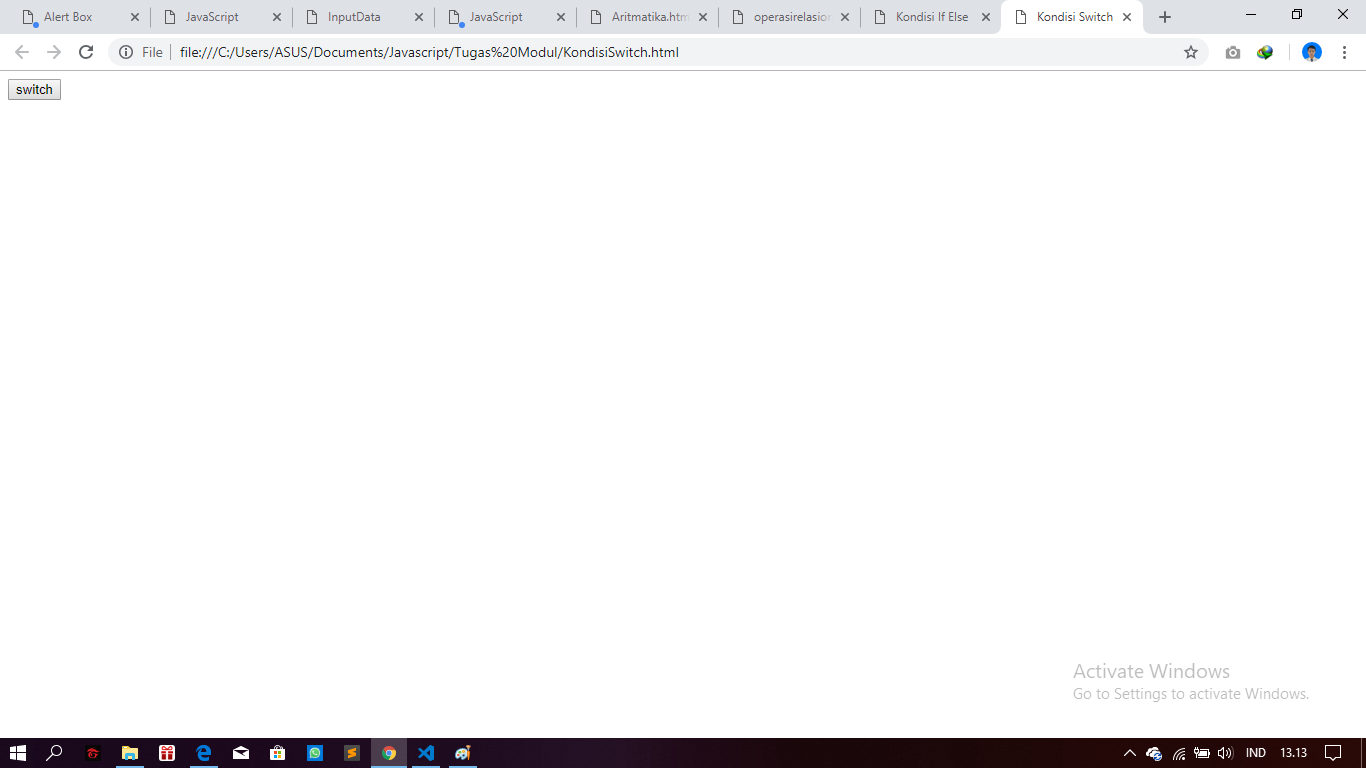 Alert Box JavaScript InputData JavaScript Aritmatika.htm operasirelasion Kondisi If Else Kondisi Switch
File file:///C:/Users/ASUS/Documents/Javascript/Tugas%20Modul/KondisiSwitch.html
switch
Activate Windows
Go to Settings to activate Windows.
IND 13.13